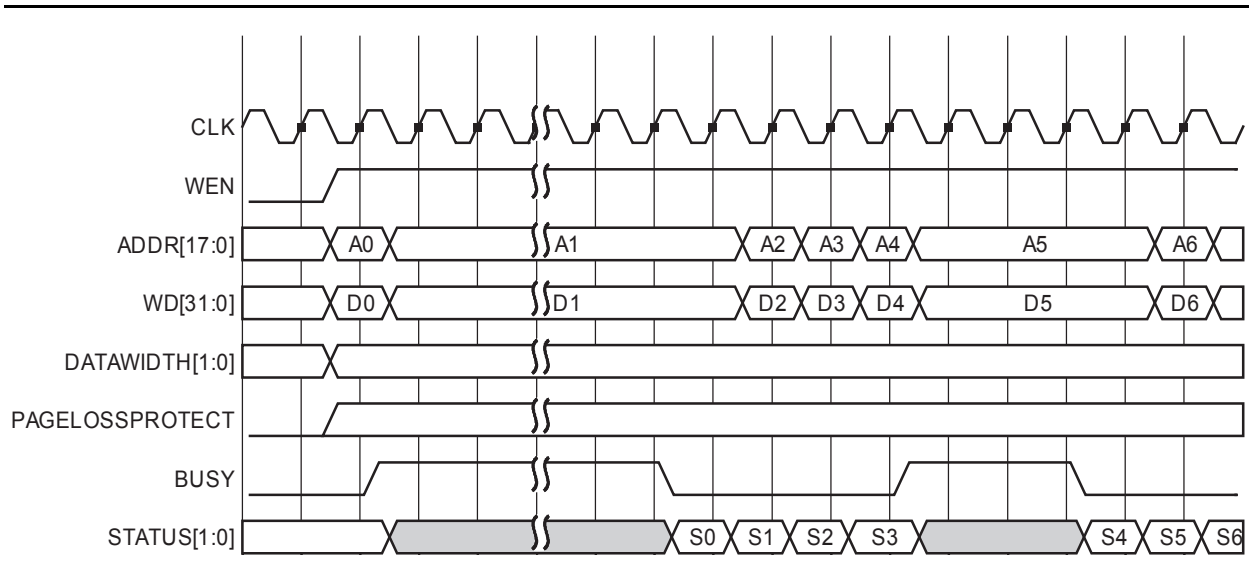 CLK
WEN
ADDR[17:0] A0 A1 A2 A3 A4 A5 A6
WD[31:0] D0 D1 D2 D3 D4 D5 D6
DATAWIDTH[1:0]
PAGELOSSPROTECT
BUSY
STATUS[1:0] S0 S1 S2 S3 S4 S5 S6